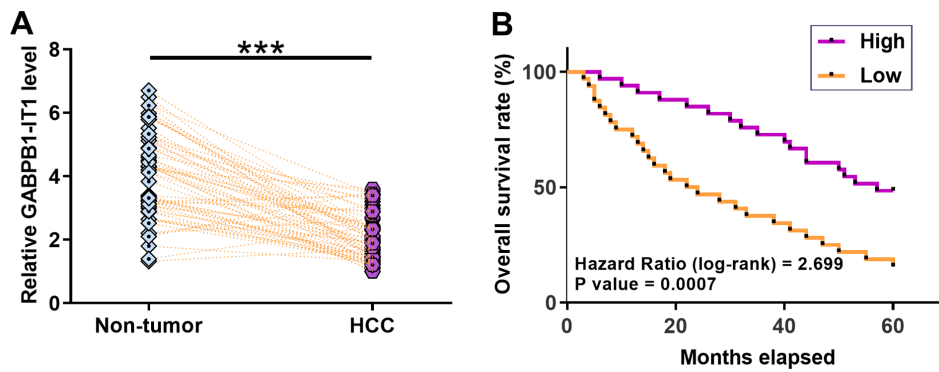 A
Relative GABPB1-IT1 level
8
6
4
2
0
***
Non-tumor
HCC
B
Overall survival rate (%)
100
50
0
High
Low
Hazard Ratio (log-rank) = 2.699
P value = 0.0007
0
20
40
60
Months elapsed